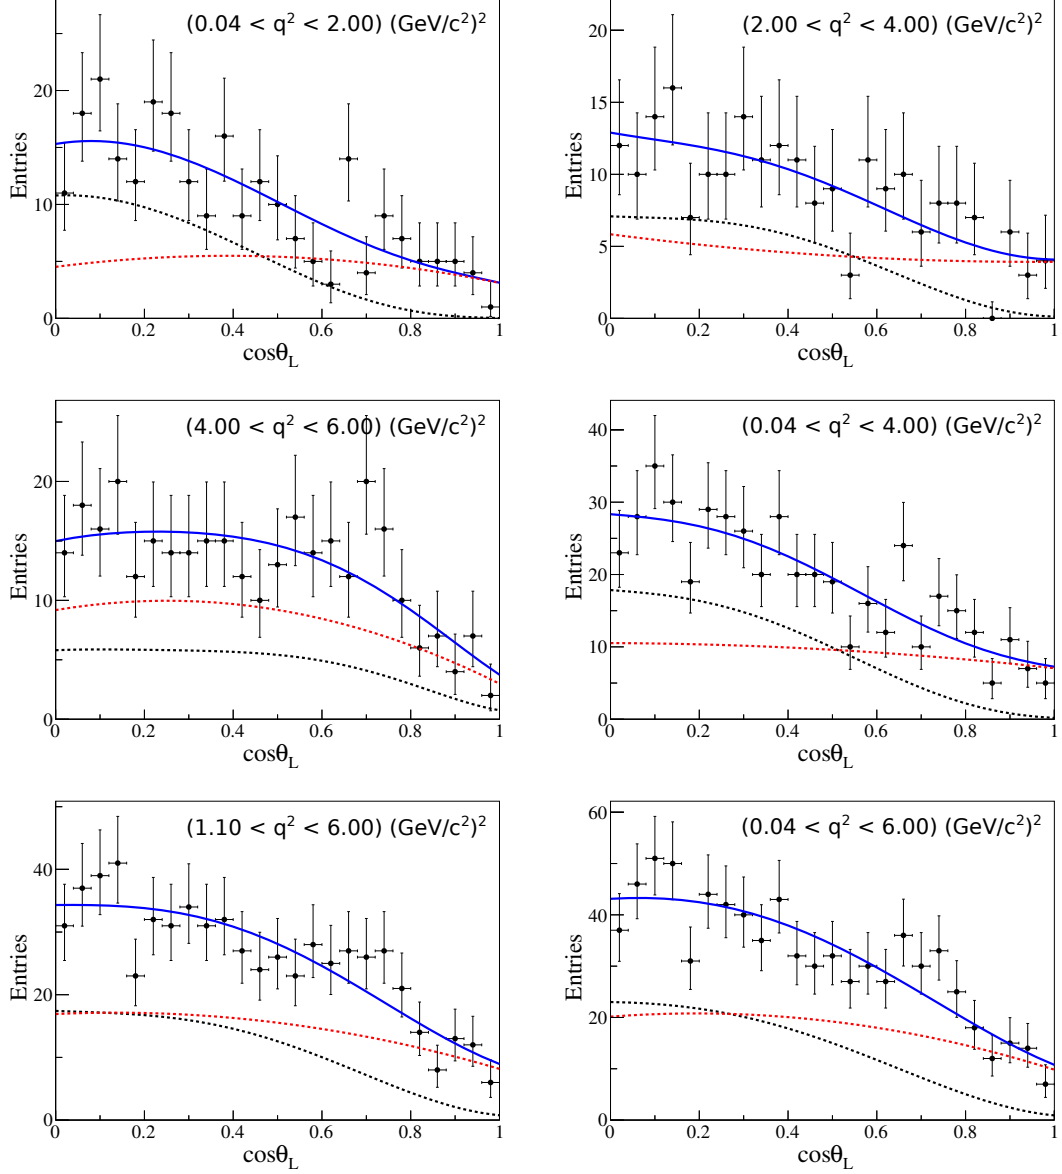 (0.04 < q² < 2.00) (GeV/c²)²
Entries
20
10
0
0 0.2 0.4 0.6 0.8 1
cosθ_L
(2.00 < q² < 4.00) (GeV/c²)²
Entries
20
15
10
5
0
0 0.2 0.4 0.6 0.8 1
cosθ_L
(4.00 < q² < 6.00) (GeV/c²)²
Entries
20
10
0
0 0.2 0.4 0.6 0.8 1
cosθ_L
(0.04 < q² < 4.00) (GeV/c²)²
Entries
40
30
20
10
0
0 0.2 0.4 0.6 0.8 1
cosθ_L
(1.10 < q² < 6.00) (GeV/c²)²
Entries
40
20
0
0 0.2 0.4 0.6 0.8 1
cosθ_L
(0.04 < q² < 6.00) (GeV/c²)²
Entries
60
40
20
0
0 0.2 0.4 0.6 0.8 1
cosθ_L